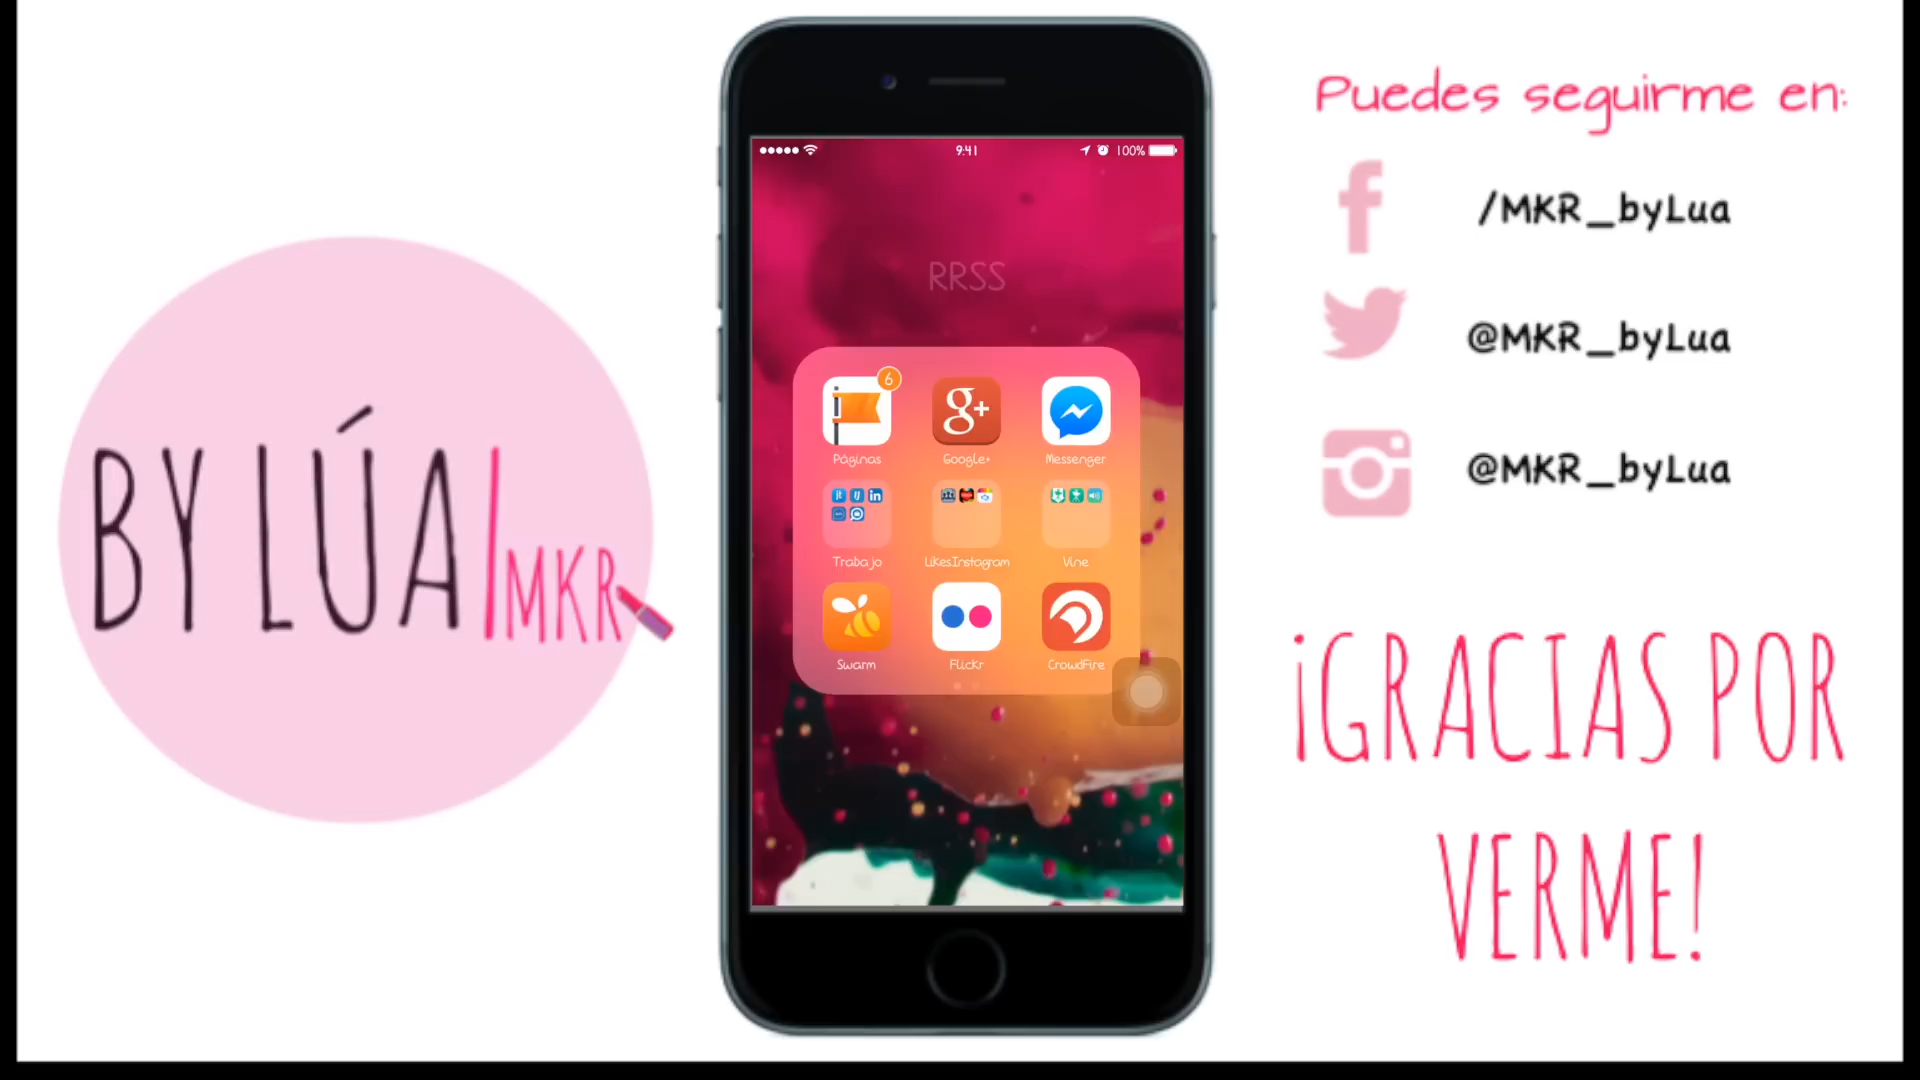 BY LÚA
MKR
9:41
100%
RRSS
6
Páginas
Google+
Messenger
Trabajo
LikesInstagram
Vine
Swarm
Flickr
CrowdFire
Puedes seguirme en:
/MKR_byLua
@MKR_byLua
@MKR_byLua
¡GRACIAS POR
VERME!